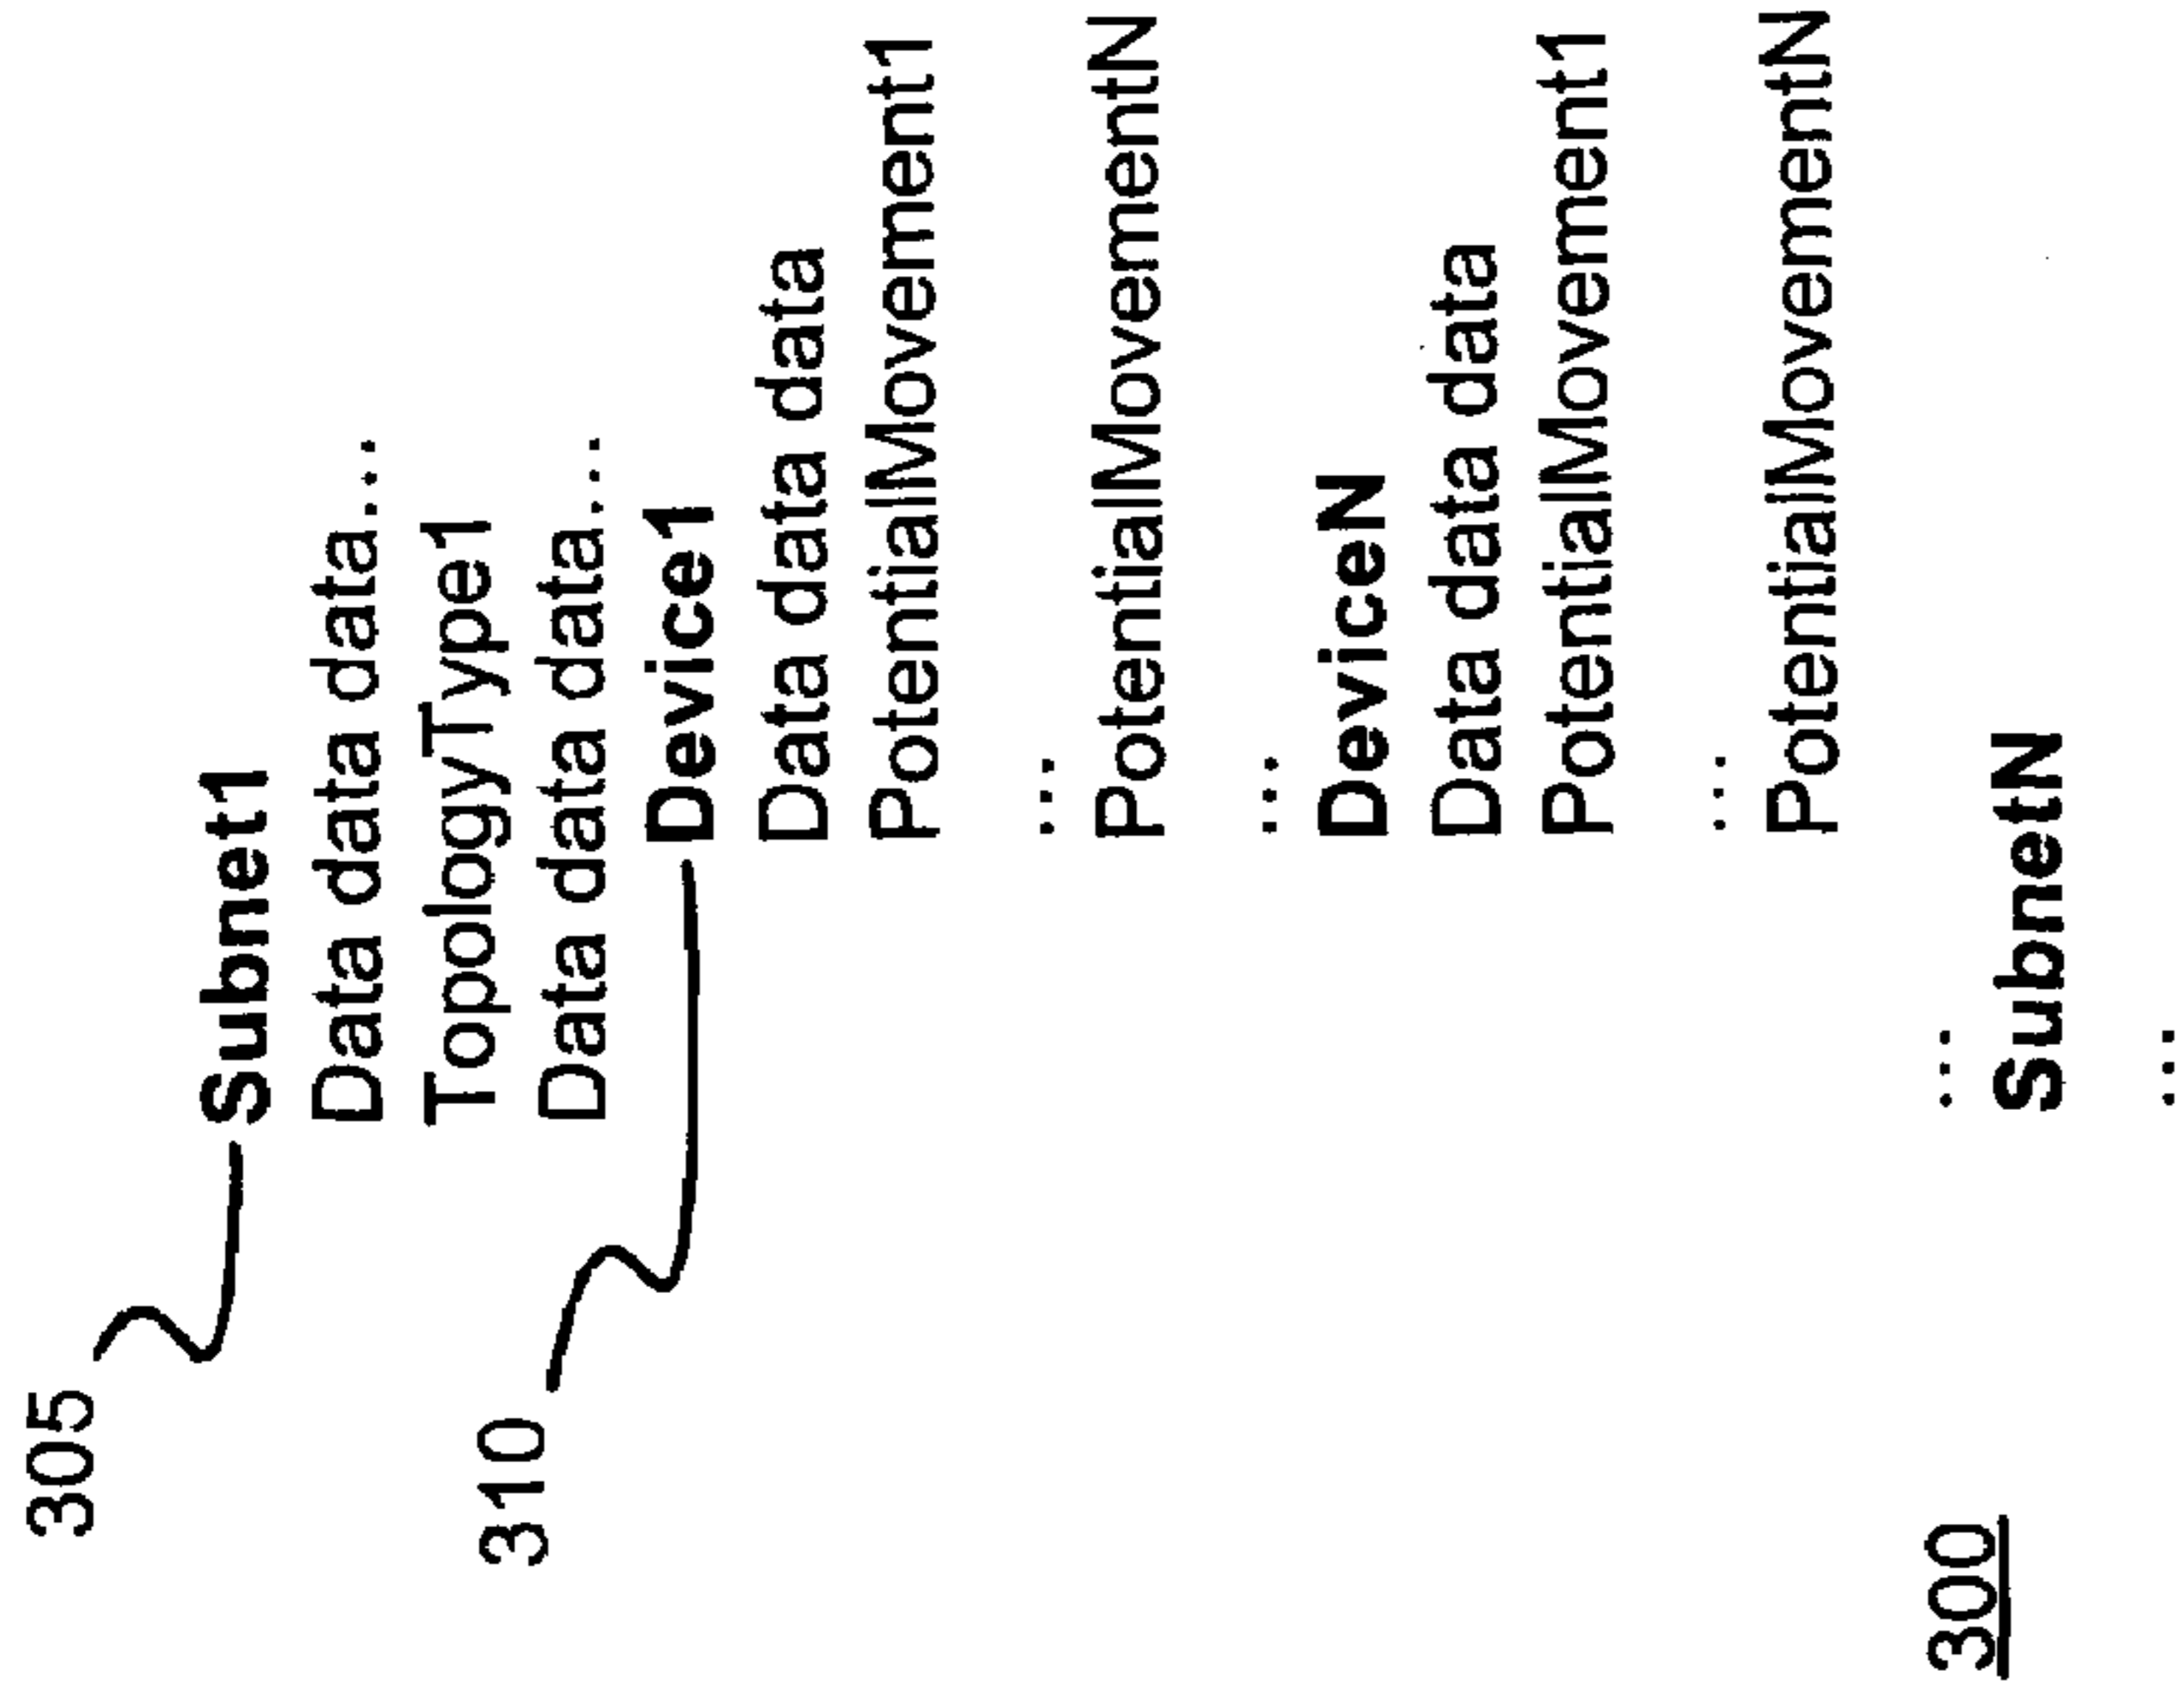 305
Subnet1
Data data data...
TopologyType1
Data data data...
310
Device1
Data data data
PotentialMovement1
...
PotentialMovementN
...
DeviceN
Data data data
PotentialMovement1
...
PotentialMovementN
...
SubnetN
...
300